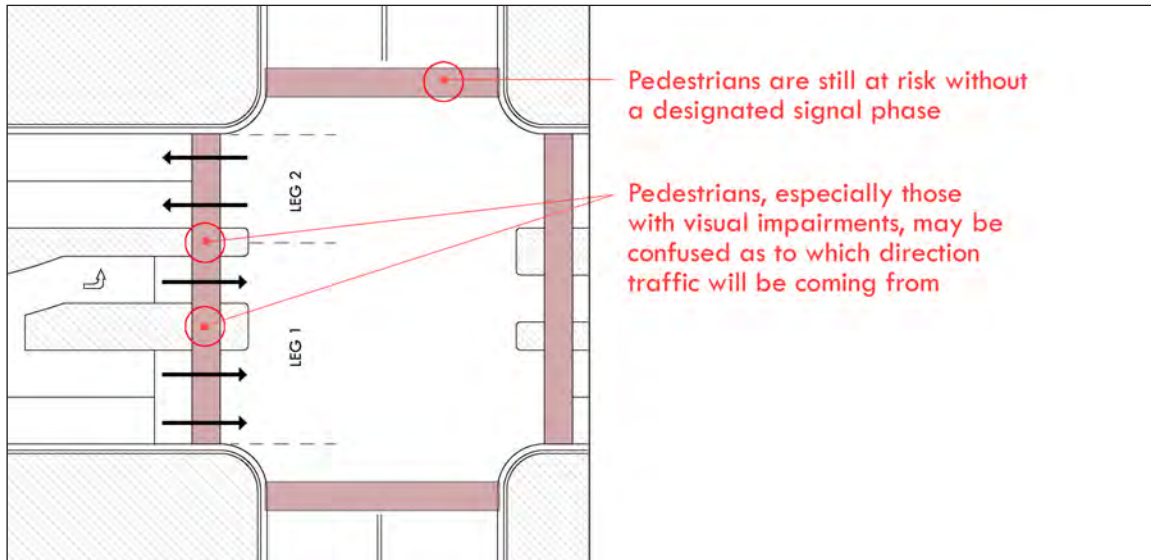 Pedestrians are still at risk without
a designated signal phase
LEG 2
Pedestrians, especially those
with visual impairments, may be
confused as to which direction
traffic will be coming from
LEG 1